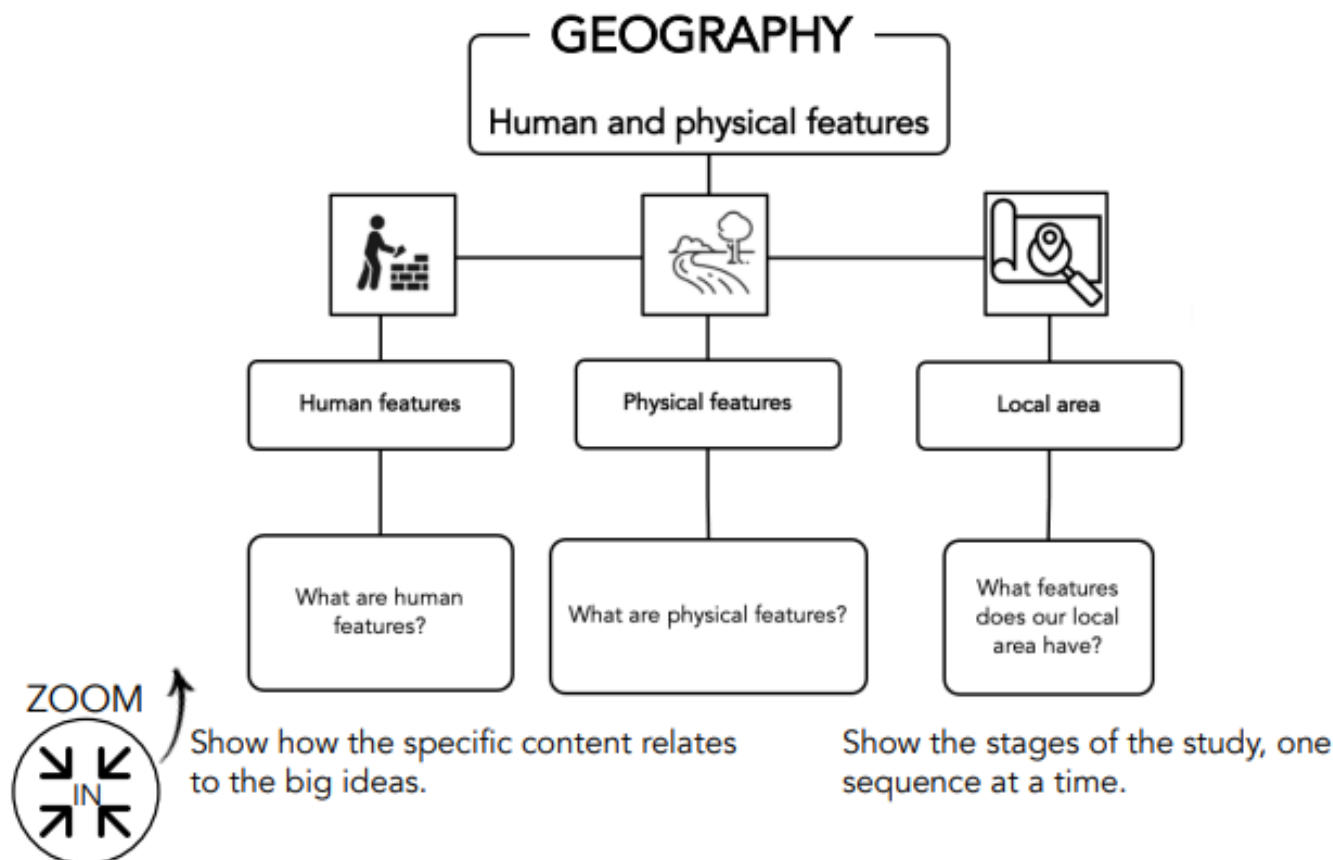 GEOGRAPHY
Human and physical features
Human features
Physical features
Local area
What are human
features?
What are physical features?
What features
does our local
area have?
ZOOM
IN
Show how the specific content relates
to the big ideas.
Show the stages of the study, one
sequence at a time.